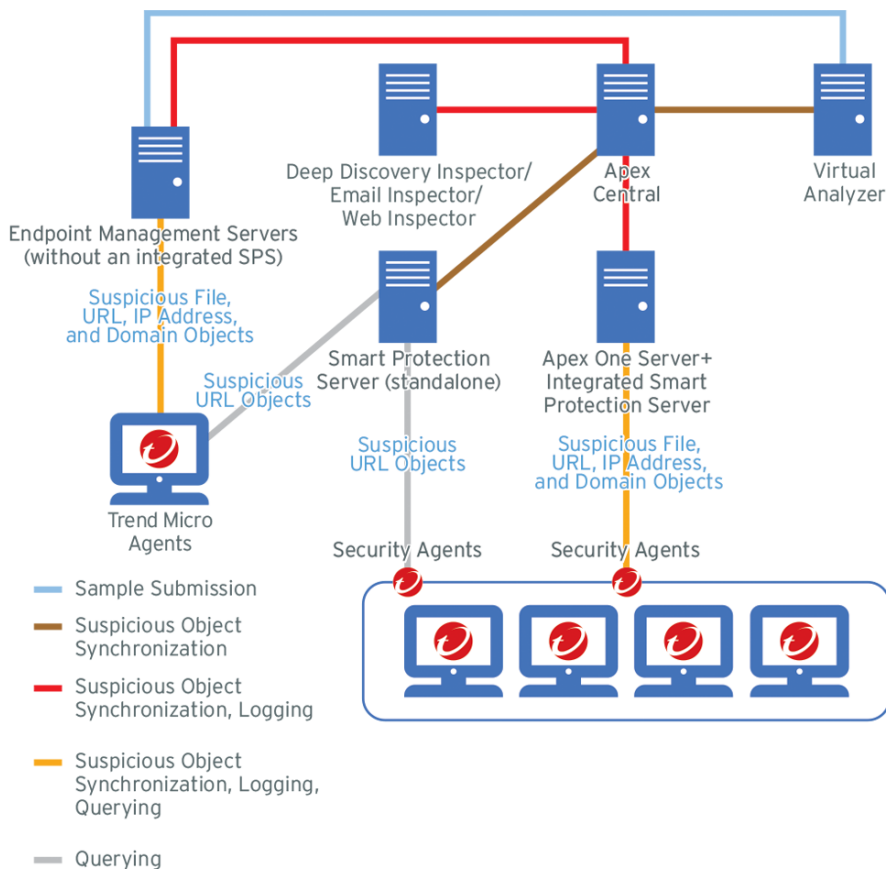 Deep Discovery Inspector/
Email Inspector/
Web Inspector
Apex
Central
Virtual
Analyzer
Endpoint Management Servers
(without an integrated SPS)
Suspicious File,
URL, IP Address,
and Domain Objects
Suspicious
URL Objects
Smart Protection
Server (standalone)
Apex One Server+
Integrated Smart
Protection Server
Suspicious
URL Objects
Suspicious File,
URL, IP Address,
and Domain Objects
Trend Micro
Agents
Security Agents
Security Agents
Sample Submission
Suspicious Object
Synchronization
Suspicious Object
Synchronization, Logging
Suspicious Object
Synchronization, Logging,
Querying
Querying